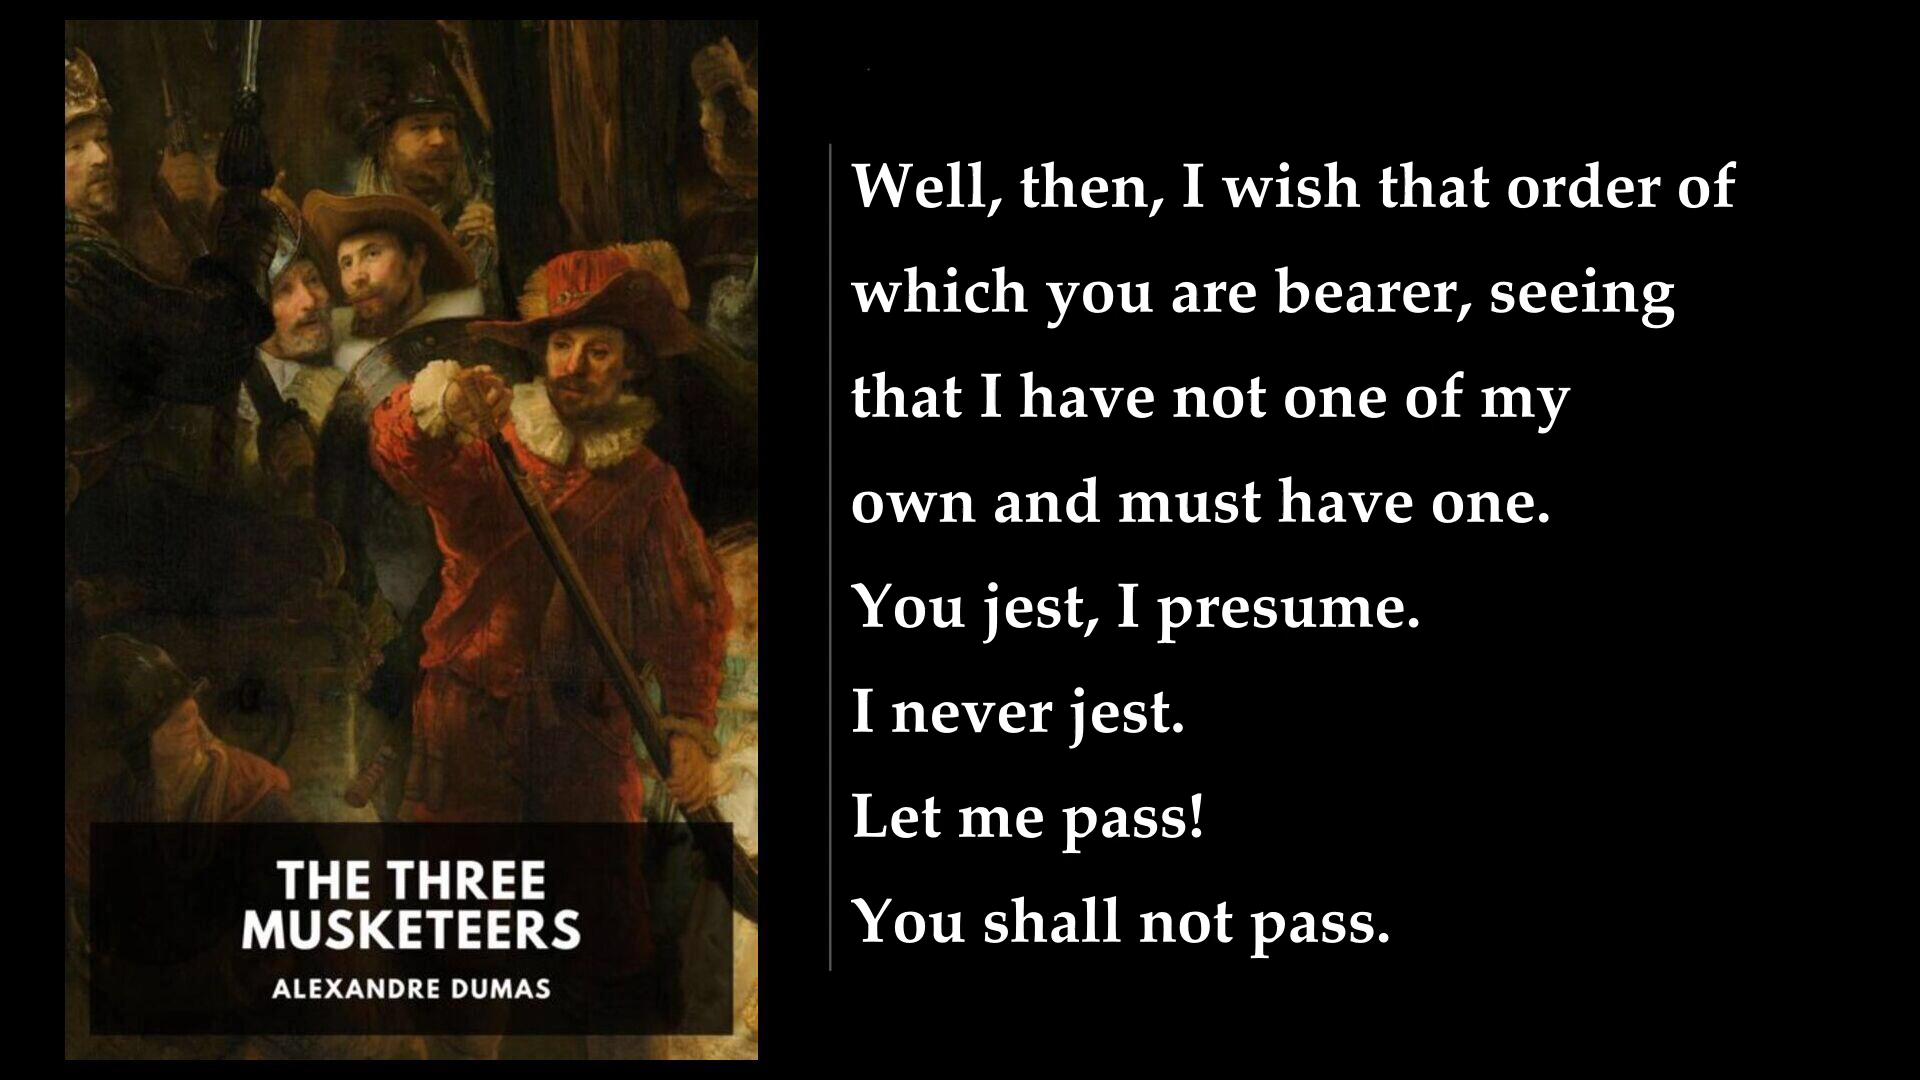 THE THREE
MUSKETEERS
ALEXANDRE DUMAS
Well, then, I wish that order of
which you are bearer, seeing
that I have not one of my
own and must have one.
You jest, I presume.
I never jest.
Let me pass!
You shall not pass.